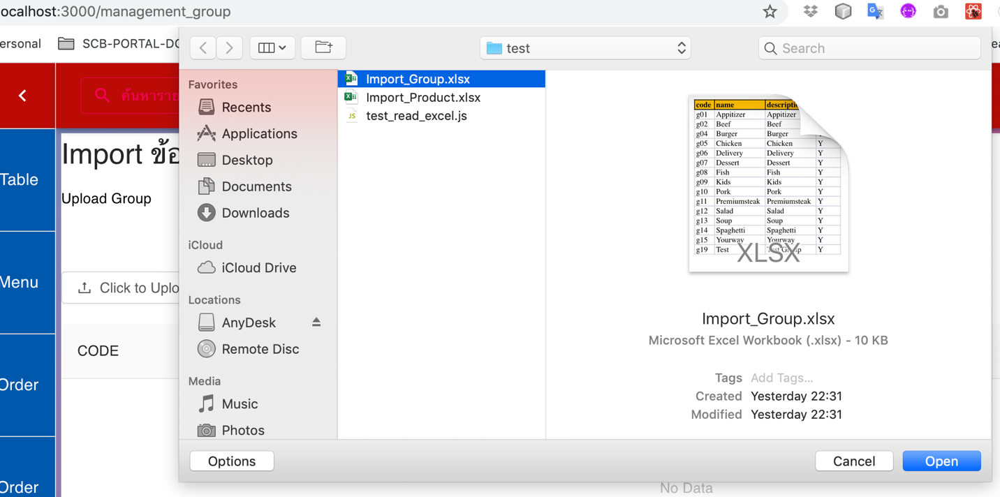 ocalhost:3000/management_group
ersonal
SCB-PORTAL-DO
ค้นหาราย
Table
Menu
Order
Order
Import ข้อ
Upload Group
Click to Uplo
CODE
No Data
test
Search
Favorites
Recents
Applications
Desktop
Documents
Downloads
iCloud
iCloud Drive
Locations
AnyDesk
Remote Disc
Media
Music
Photos
Import_Group.xlsx
Import_Product.xlsx
JS test_read_excel.js
code name descriptio
g01 Appitizer Appitizer
g02 Beef Beef
g04 Burger Burger Y
g05 Chicken Chicken Y
g06 Delivery Delivery Y
g07 Dessert Dessert Y
g08 Fish Fish Y
g09 Kids Kids Y
g10 Pork Pork Y
g11 Premiumsteak Premiumsteak Y
g12 Salad Salad Y
g13 Soup Soup Y
g14 Spaghetti Spaghetti Y
g15 Yourway Yourway Y
g19 Test Test Group Y
XLSX
Import_Group.xlsx
Microsoft Excel Workbook (.xlsx) - 10 KB
Tags Add Tags...
Created Yesterday 22:31
Modified Yesterday 22:31
Options
Cancel
Open